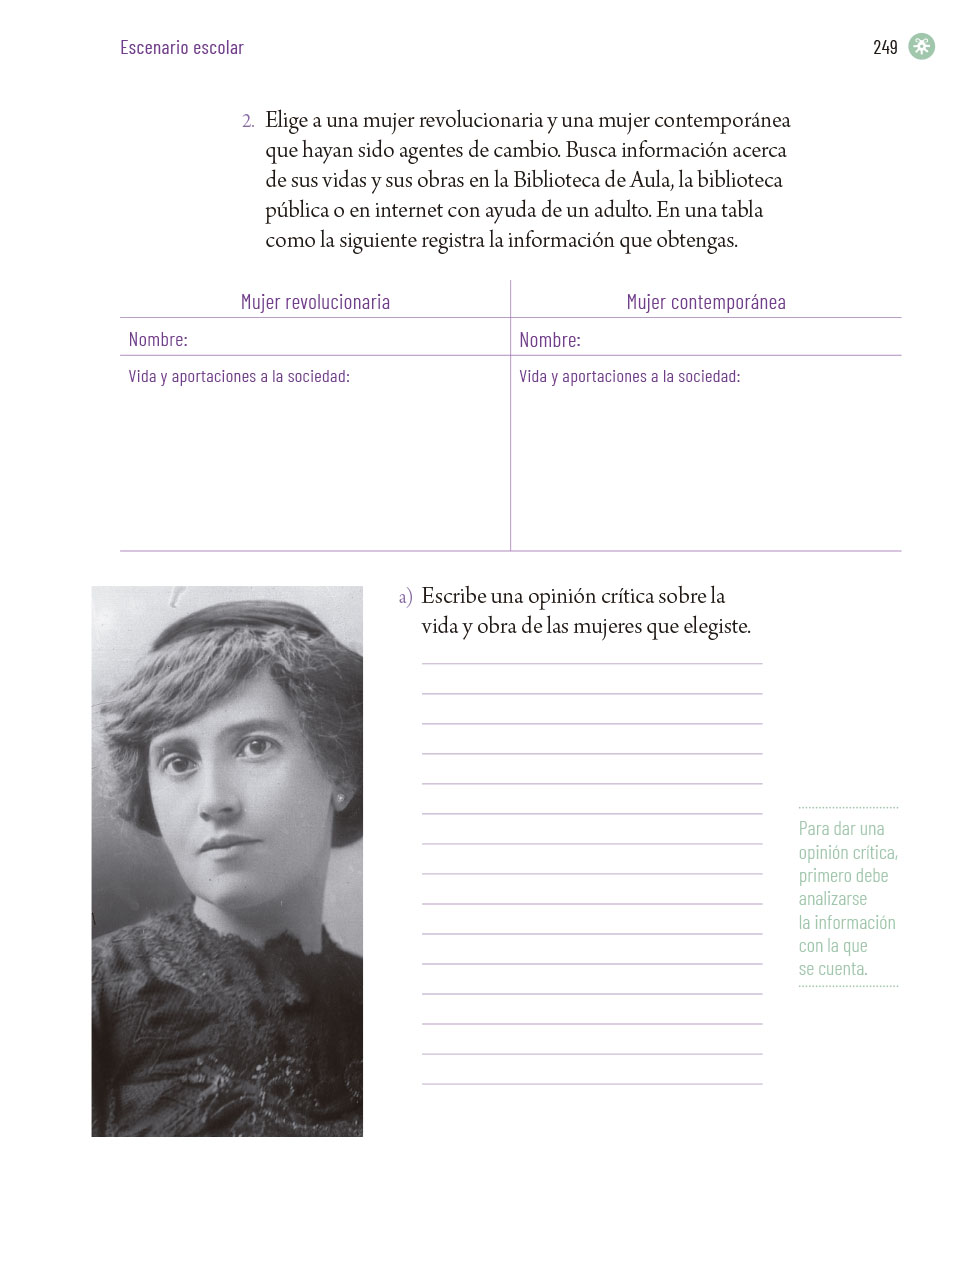 Escenario escolar
249
2. Elige a una mujer revolucionaria y una mujer contemporánea
que hayan sido agentes de cambio. Busca información acerca
de sus vidas y sus obras en la Biblioteca de Aula, la biblioteca
pública o en internet con ayuda de un adulto. En una tabla
como la siguiente registra la información que obtengas.
Mujer revolucionaria
Mujer contemporánea
Nombre:
Nombre:
Vida y aportaciones a la sociedad:
Vida y aportaciones a la sociedad:
a) Escribe una opinión crítica sobre la
vida y obra de las mujeres que elegiste.
Para dar una
opinión crítica,
primero debe
analizarse
la información
con la que
se cuenta.